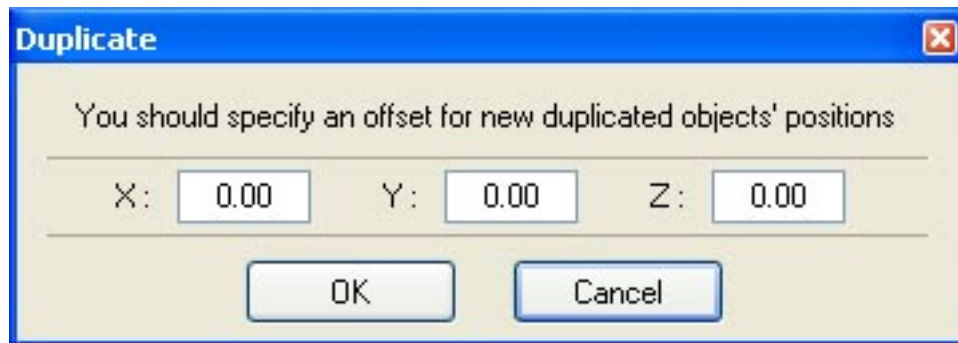 Duplicate
You should specify an offset for new duplicated objects' positions
X: 0.00 Y: 0.00 Z: 0.00
OK Cancel